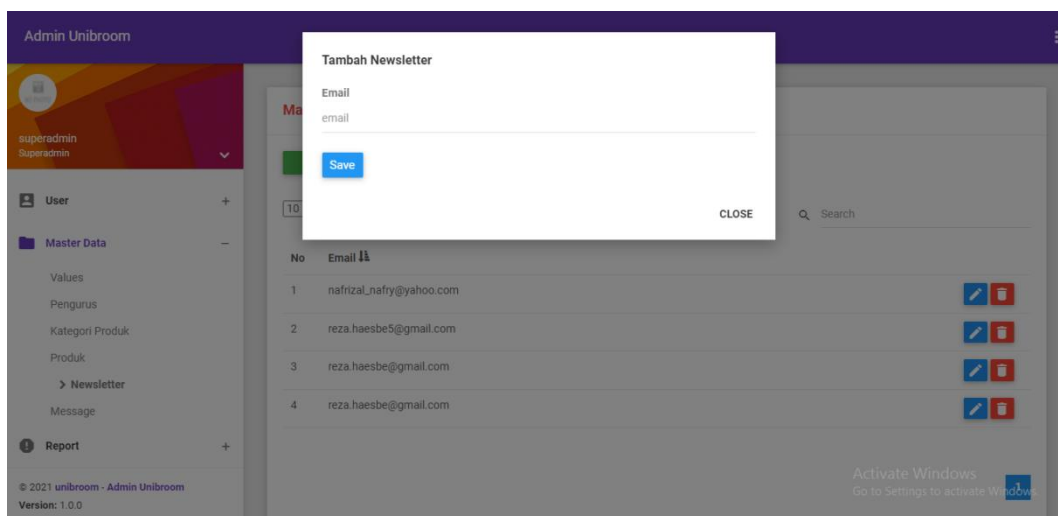 Admin Unibroom
superadmin
Superadmin
User
Master Data
Values
Pengurus
Kategori Produk
Produk
Newsletter
Message
Report
© 2021 unibroom - Admin Unibroom
Version: 1.0.0
Tambah Newsletter
Email
email
Save
CLOSE
Ma
10
Search
No Email
1 nafrizal_nafry@yahoo.com
2 reza.haesbe5@gmail.com
3 reza.haesbe@gmail.com
4 reza.haesbe@gmail.com
1
Activate Windows
Go to Settings to activate Windows.